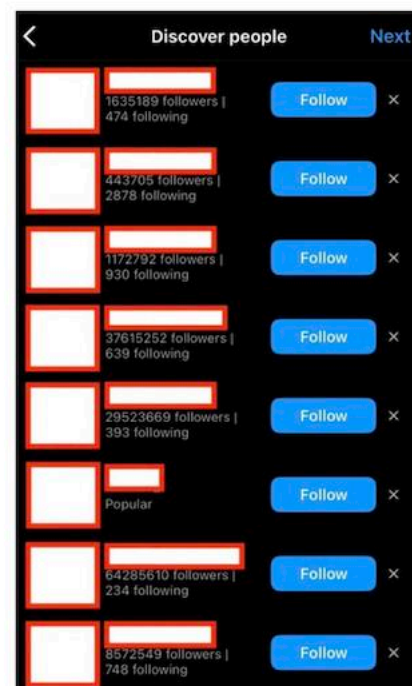 Discover people Next
1635189 followers |
474 following
Follow ×
443705 followers |
2878 following
Follow ×
1172792 followers |
930 following
Follow ×
37615252 followers |
639 following
Follow ×
29523669 followers |
393 following
Follow ×
Popular
Follow ×
64285610 followers |
234 following
Follow ×
8572549 followers |
748 following
Follow ×